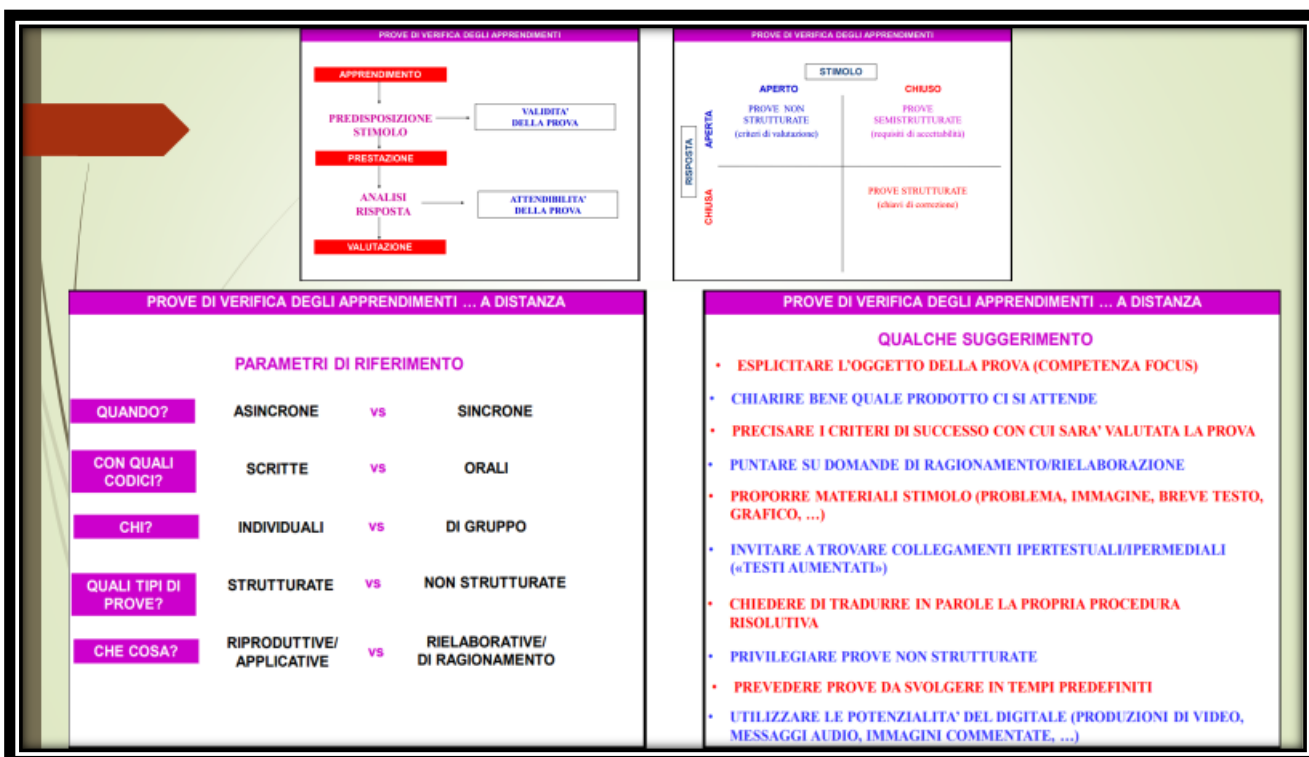 PROVE DI VERIFICA DEGLI APPRENDIMENTI
APPRENDIMENTO
PREDISPOSIZIONE
STIMOLO
VALIDITA'
DELLA PROVA
PRESTAZIONE
ANALISI
RISPOSTA
ATTENDIBILITA'
DELLA PROVA
VALUTAZIONE
PROVE DI VERIFICA DEGLI APPRENDIMENTI
STIMOLO
APERTO
CHIUSO
RISPOSTA
APERTA
PROVE NON
STRUTTURATE
(criteri di valutazione)
PROVE
SEMISTRUTTURATE
(requisiti di accettabilità)
CHIUSA
PROVE STRUTTURATE
(chiavi di correzione)
PROVE DI VERIFICA DEGLI APPRENDIMENTI ... A DISTANZA
PARAMETRI DI RIFERIMENTO
QUANDO? ASINCRONE vs SINCRONE
CON QUALI
CODICI? SCRITTE vs ORALI
CHI? INDIVIDUALI vs DI GRUPPO
QUALI TIPI DI
PROVE? STRUTTURATE vs NON STRUTTURATE
CHE COSA? RIPRODUTTIVE/
APPLICATIVE vs RIELABORATIVE/
DI RAGIONAMENTO
PROVE DI VERIFICA DEGLI APPRENDIMENTI ... A DISTANZA
QUALCHE SUGGERIMENTO
• ESPLICITARE L'OGGETTO DELLA PROVA (COMPETENZA FOCUS)
• CHIARIRE BENE QUALE PRODOTTO CI SI ATTENDE
• PRECISARE I CRITERI DI SUCCESSO CON CUI SARA' VALUTATA LA PROVA
• PUNTARE SU DOMANDE DI RAGIONAMENTO/RIELABORAZIONE
• PROPORRE MATERIALI STIMOLO (PROBLEMA, IMMAGINE, BREVE TESTO,
GRAFICO, …)
• INVITARE A TROVARE COLLEGAMENTI IPERTESTUALI/IPERMEDIALI
(«TESTI AUMENTATI»)
• CHIEDERE DI TRADURRE IN PAROLE LA PROPRIA PROCEDURA
RISOLUTIVA
• PRIVILEGIARE PROVE NON STRUTTURATE
• PREVEDERE PROVE DA SVOLGERE IN TEMPI PREDEFINITI
• UTILIZZARE LE POTENZIALITA' DEL DIGITALE (PRODUZIONI DI VIDEO,
MESSAGGI AUDIO, IMMAGINI COMMENTATE, …)